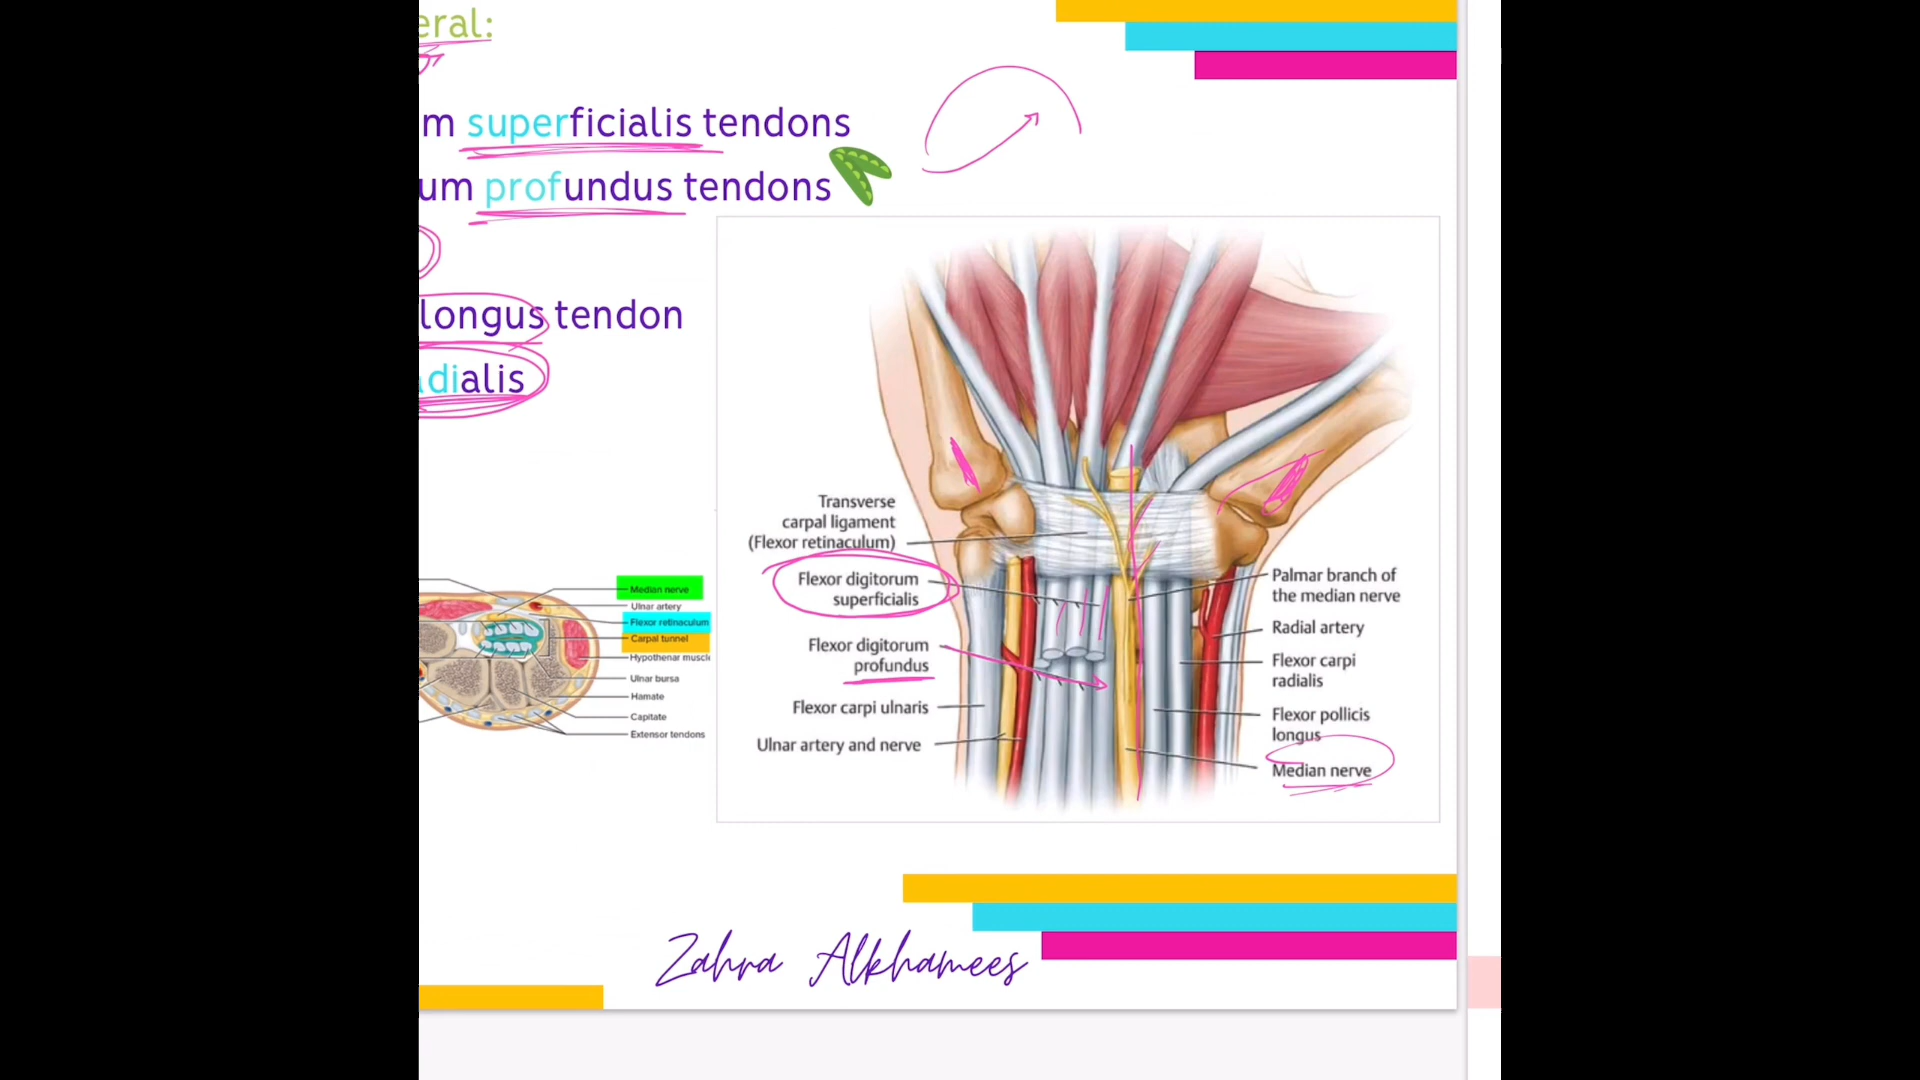 eral:
m superficialis tendons
um profundus tendons
longus tendon
adialis
Transverse
carpal ligament
(Flexor retinaculum)
Flexor digitorum
superficialis
Flexor digitorum
profundus
Flexor carpi ulnaris
Ulnar artery and nerve
Palmar branch of
the median nerve
Radial artery
Flexor carpi
radialis
Flexor pollicis
longus
Median nerve
Median nerve
Ulnar artery
Flexor retinaculum
Carpal tunnel
Hypothenar muscl
Ulnar bursa
Hamate
Capitate
Extensor tendons
Zahra Alkhamees